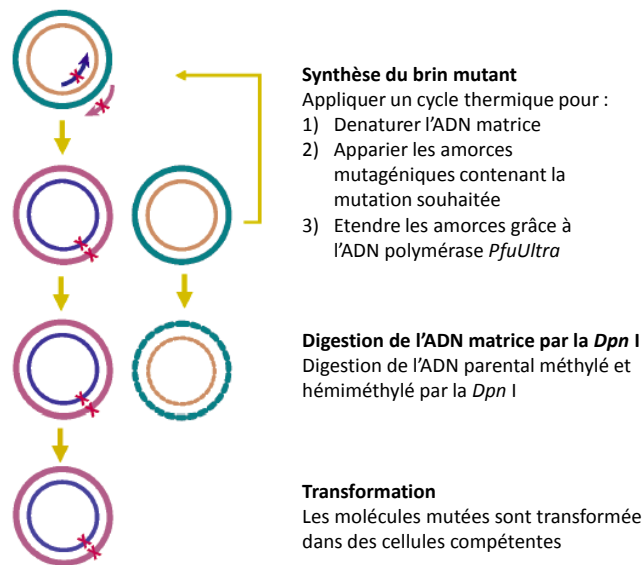 Synthèse du brin mutant
Appliquer un cycle thermique pour :
1) Denaturer l'ADN matrice
2) Apparier les amorces
mutagéniques contenant la
mutation souhaitée
3) Etendre les amorces grâce à
l'ADN polymérase PfuUltra
Digestion de l'ADN matrice par la Dpn I
Digestion de l'ADN parental méthylé et
hémiméthylé par la Dpn I
Transformation
Les molécules mutées sont transformée
dans des cellules compétentes